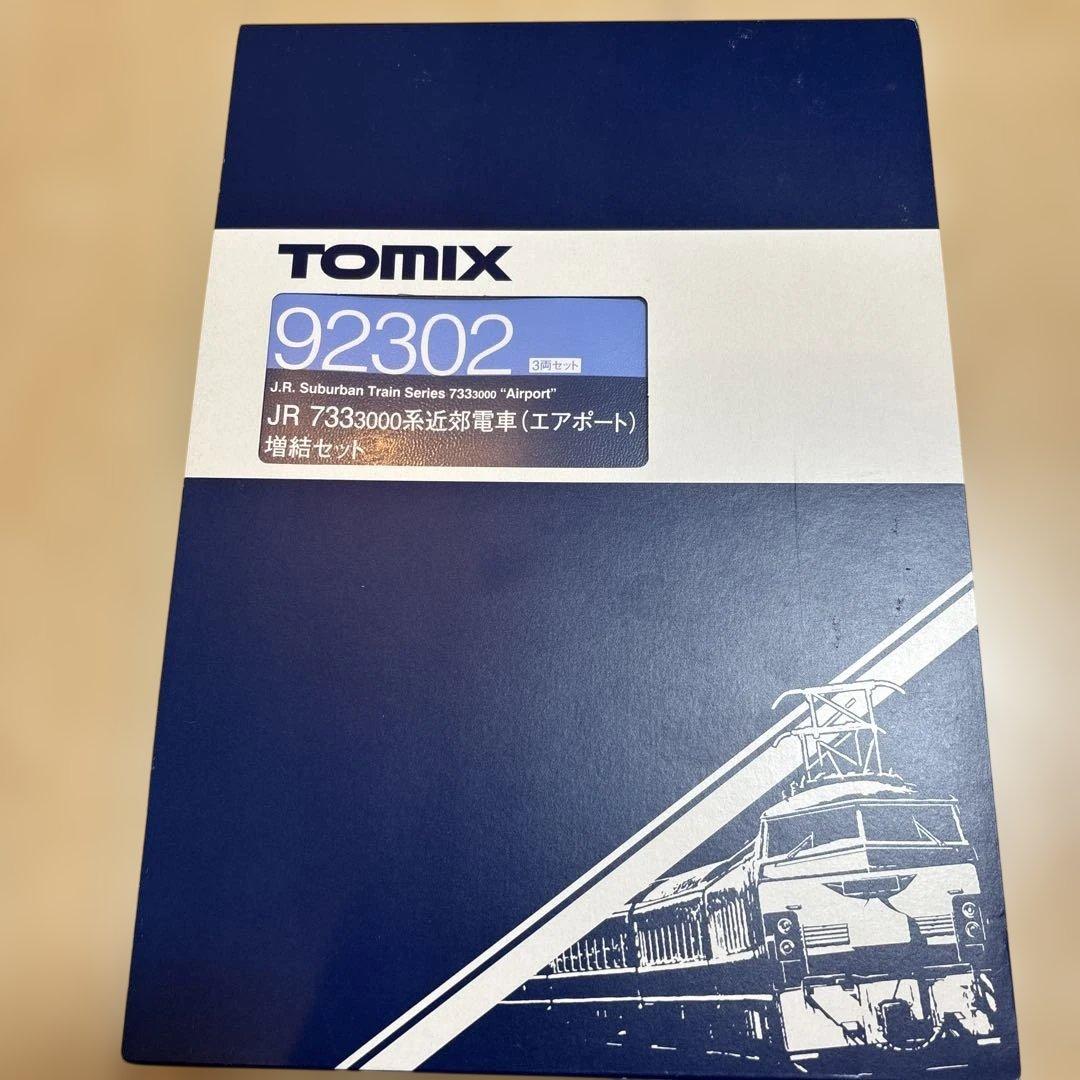 TOMIX
92302 3両セット
J.R. Suburban Train Series 7333000 "Airport"
JR 7333000系近郊電車(エアポート)
増結セット